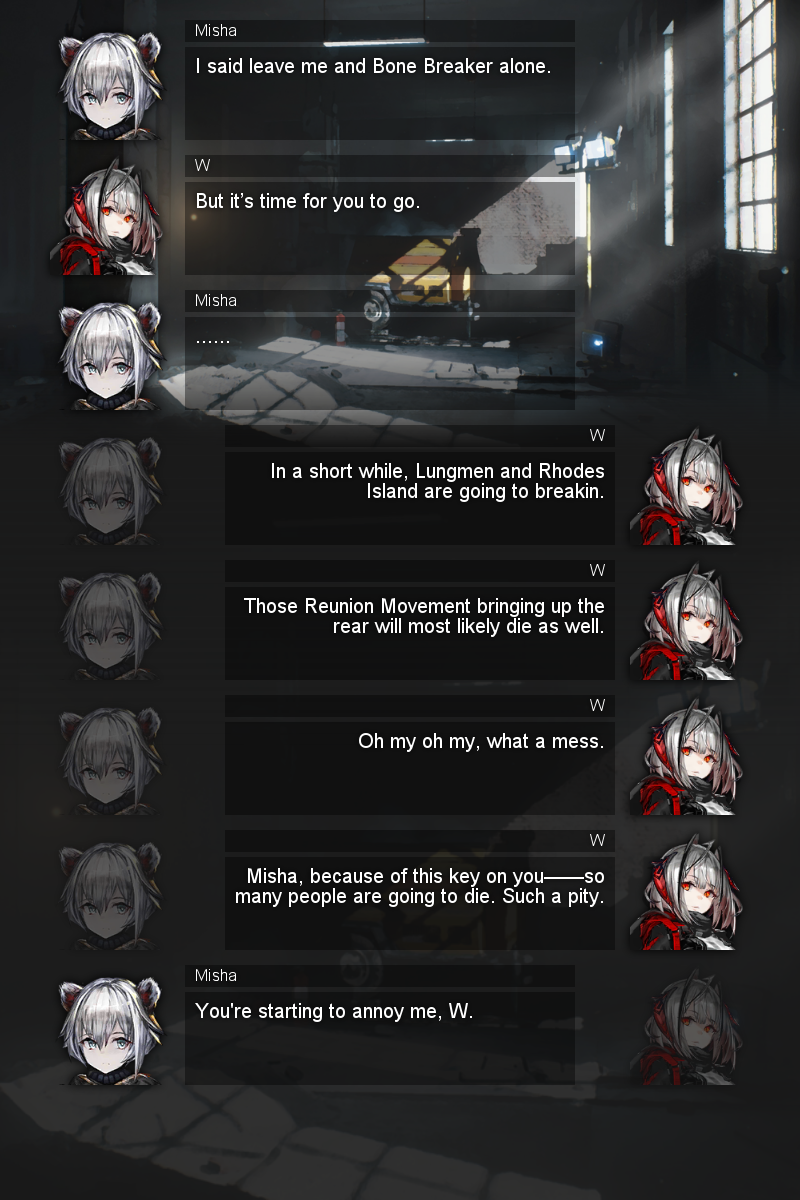 Misha
I said leave me and Bone Breaker alone.
W
But it’s time for you to go.
Misha
......
W
In a short while, Lungmen and Rhodes
Island are going to breakin.
W
Those Reunion Movement bringing up the
rear will most likely die as well.
W
Oh my oh my, what a mess.
W
Misha, because of this key on you——so
many people are going to die. Such a pity.
Misha
You're starting to annoy me, W.